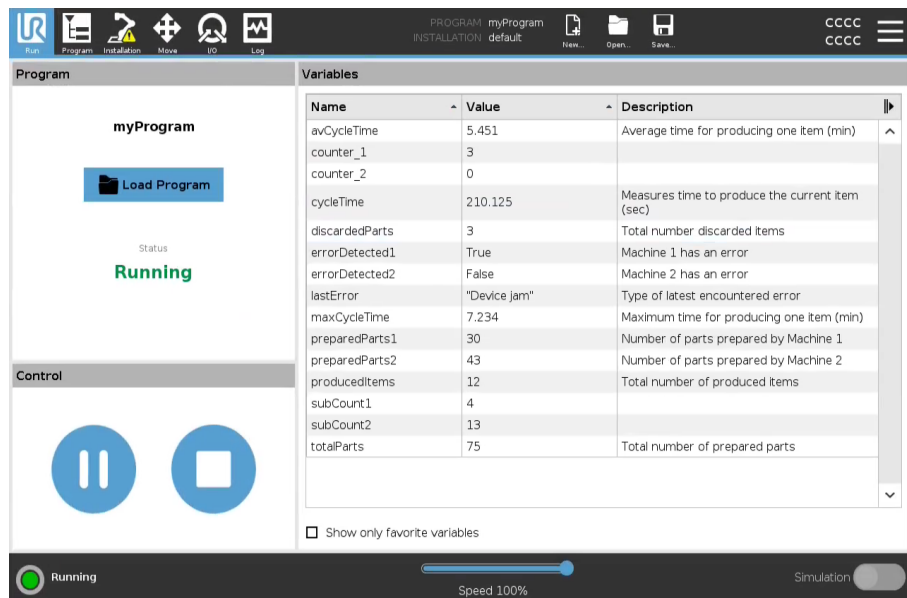 PROGRAM myProgram
INSTALLATION default
CCCC
CCCC
Run Program Installation Move I/O Log New... Open... Save...
Program
myProgram
Load Program
Status
Running
Control
Variables
Name Value Description
avCycleTime 5.451 Average time for producing one item (min)
counter_1 3
counter_2 0
cycleTime 210.125 Measures time to produce the current item
(sec)
discardedParts 3 Total number discarded items
errorDetected1 True Machine 1 has an error
errorDetected2 False Machine 2 has an error
lastError "Device jam" Type of latest encountered error
maxCycleTime 7.234 Maximum time for producing one item (min)
preparedParts1 30 Number of parts prepared by Machine 1
preparedParts2 43 Number of parts prepared by Machine 2
producedItems 12 Total number of produced items
subCount1 4
subCount2 13
totalParts 75 Total number of prepared parts
Show only favorite variables
Running
Speed 100%
Simulation